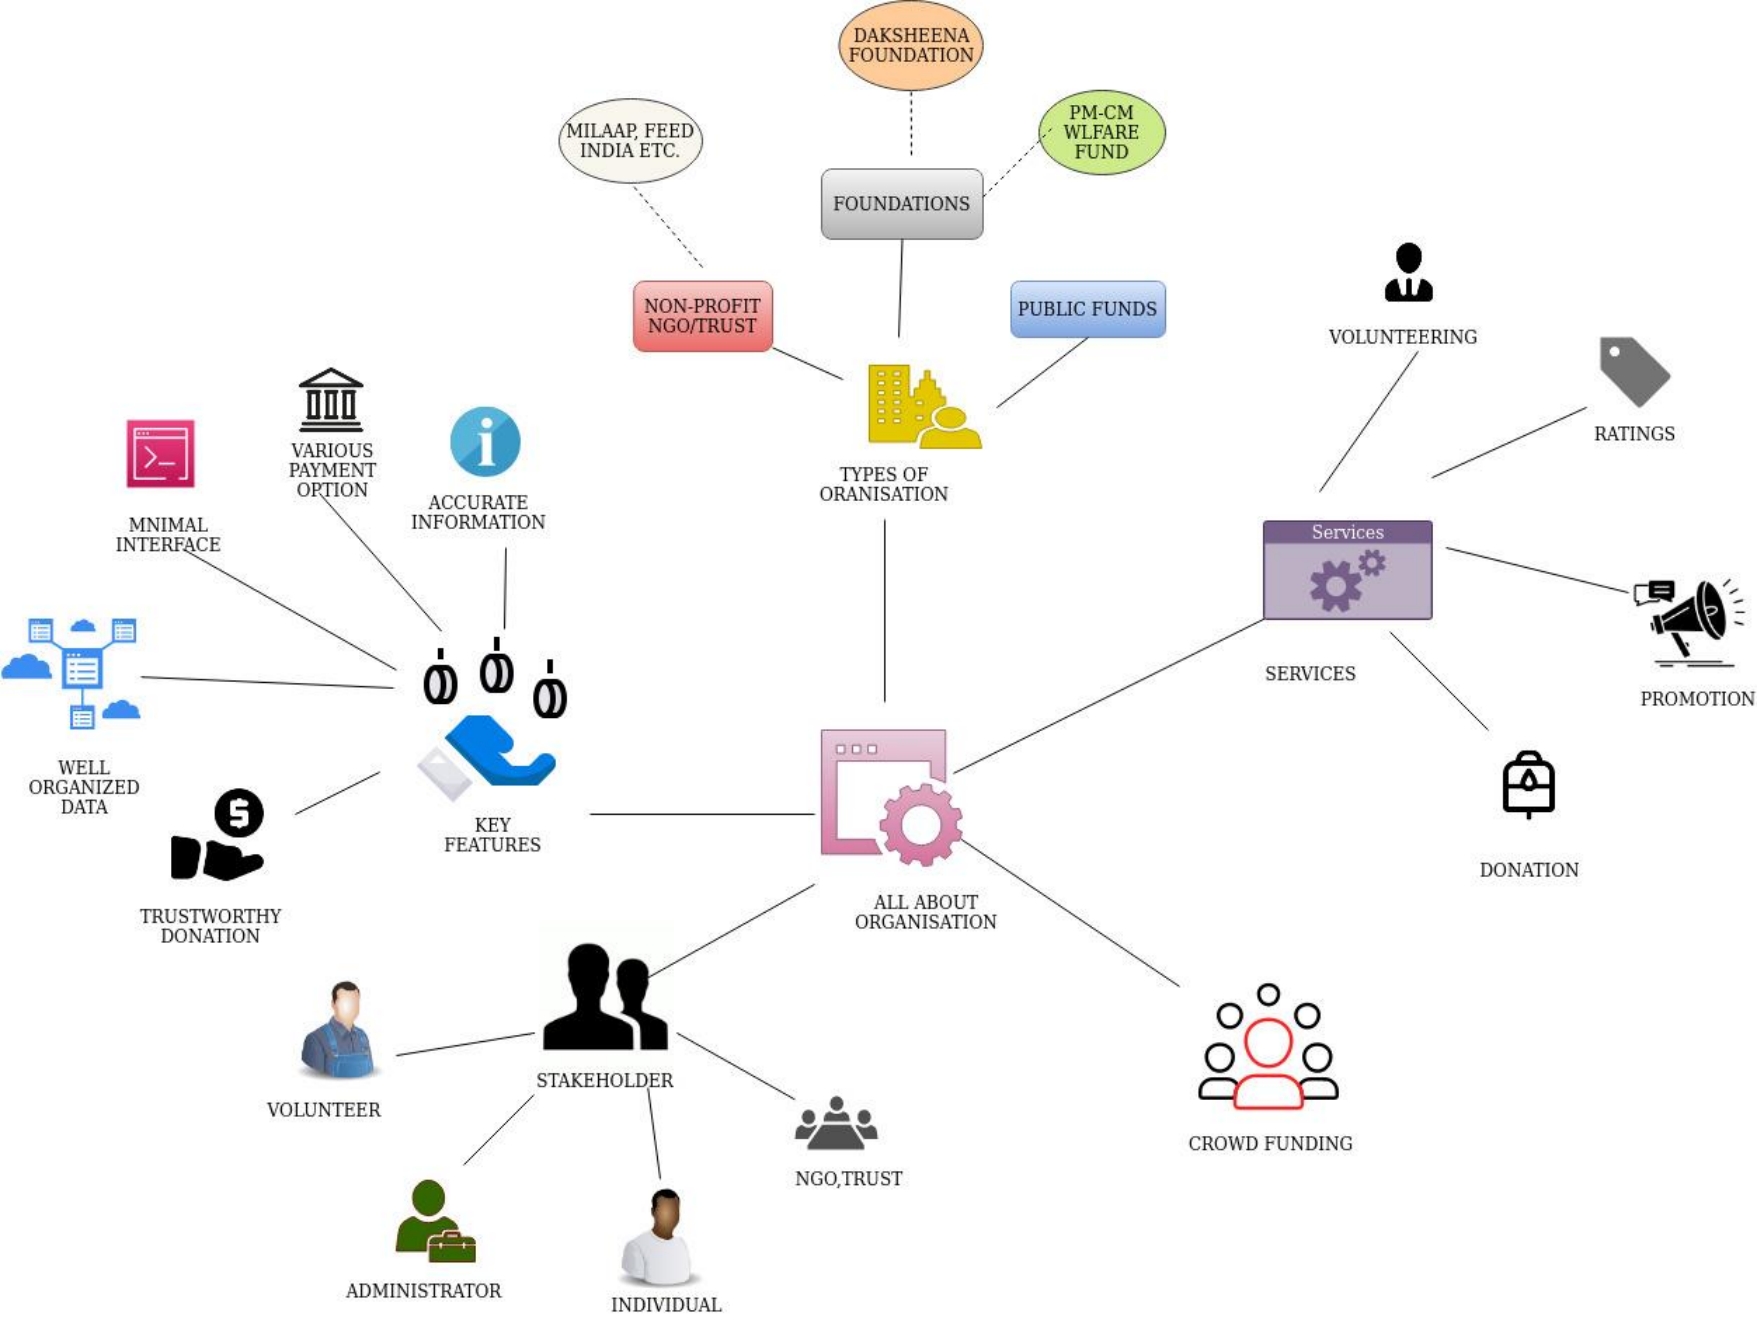 DAKSHEENA
FOUNDATION
MILAAP, FEED
INDIA ETC.
PM-CM
WLFARE
FUND
FOUNDATIONS
NON-PROFIT
NGO/TRUST
PUBLIC FUNDS
TYPES OF
ORANISATION
VOLUNTEERING
RATINGS
Services
SERVICES
PROMOTION
DONATION
VARIOUS
PAYMENT
OPTION
ACCURATE
INFORMATION
MNIMAL
INTERFACE
WELL
ORGANIZED
DATA
TRUSTWORTHY
DONATION
KEY
FEATURES
ALL ABOUT
ORGANISATION
STAKEHOLDER
VOLUNTEER
ADMINISTRATOR
INDIVIDUAL
NGO,TRUST
CROWD FUNDING